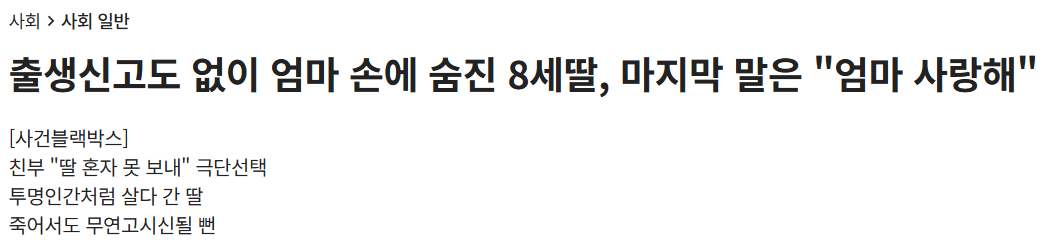 사회 > 사회 일반
출생신고도 없이 엄마 손에 숨진 8세딸, 마지막 말은 "엄마 사랑해"
[사건블랙박스]
친부 "딸 혼자 못 보내" 극단선택
투명인간처럼 살다 간 딸
죽어서도 무연고시신될 뻔